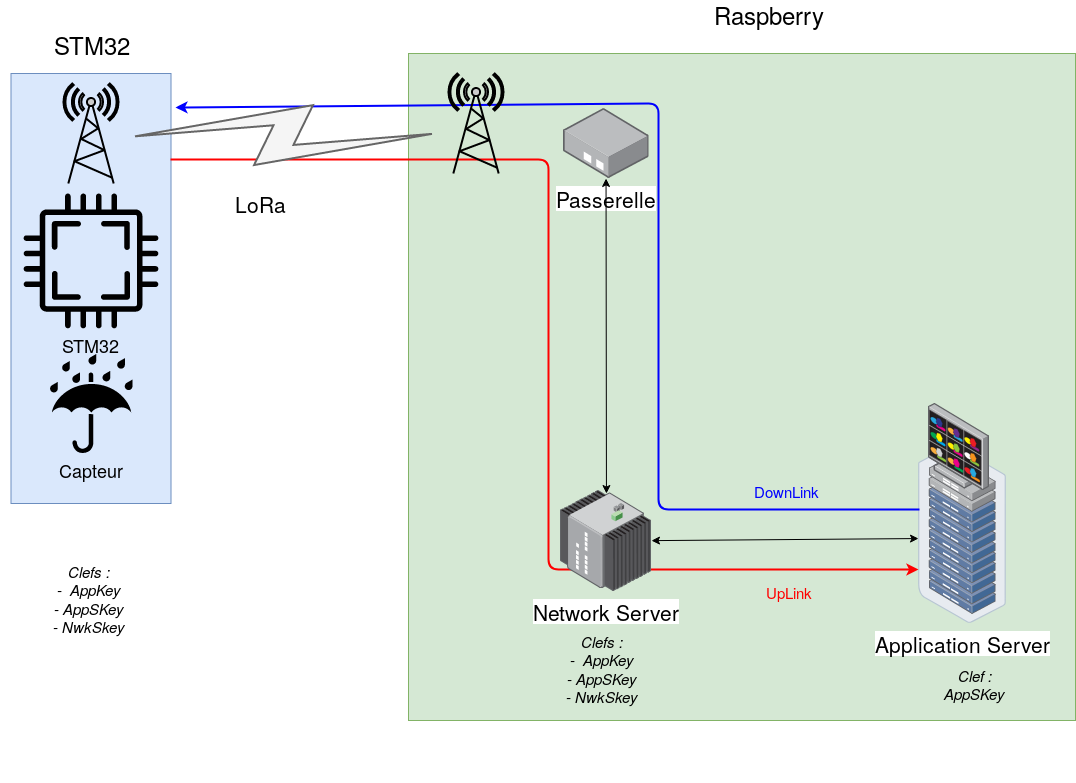 Raspberry
STM32
LoRa
Passerelle
STM32
Capteur
DownLink
UpLink
Clefs :
- AppKey
- AppSKey
- NwkSkey
Network Server
Clefs :
- AppKey
- AppSKey
- NwkSkey
Application Server
Clef :
AppSKey